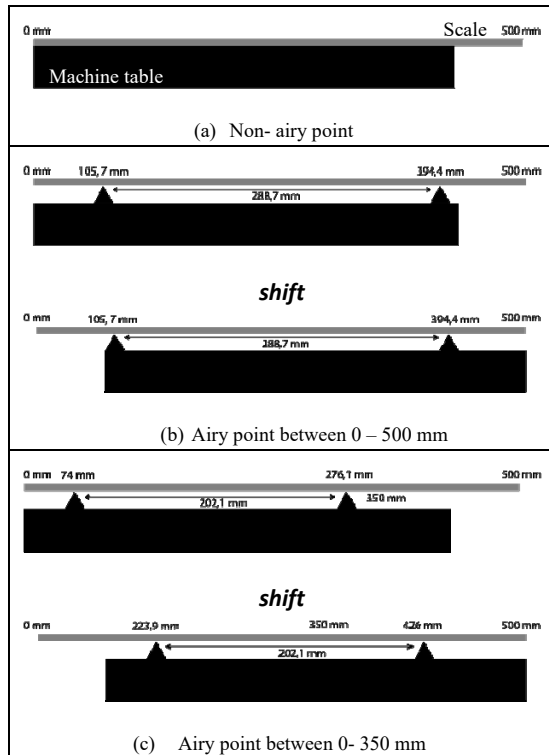 0 mm Scale 500 mm
Machine table
(a) Non- airy point
0 mm 105,7 mm 394,4 mm 500 mm
288,7 mm
shift
0 mm 105,7 mm 394,4 mm 500 mm
288,7 mm
(b) Airy point between 0 – 500 mm
0 mm 74 mm 276,1 mm 500 mm
202,1 mm 350 mm
shift
0 mm 223,9 mm 350 mm 426 mm 500 mm
202,1 mm
(c) Airy point between 0- 350 mm